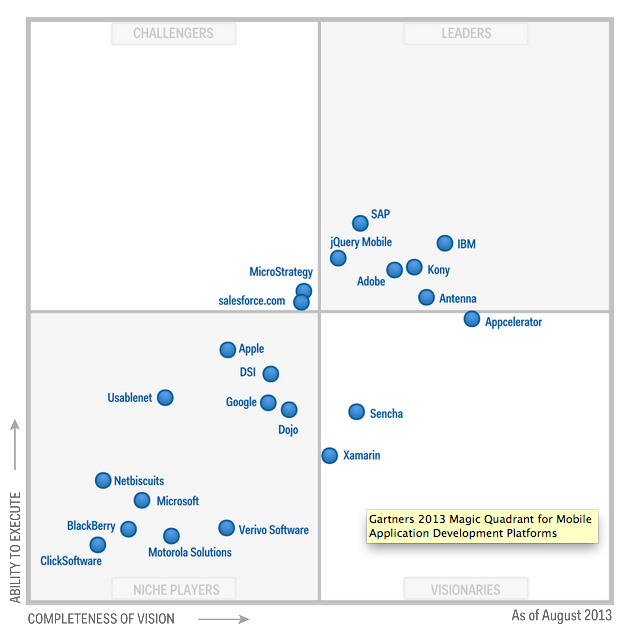 CHALLENGERS
LEADERS
SAP
jQuery Mobile
IBM
MicroStrategy
Kony
Adobe
salesforce.com
Antenna
Appcelerator
Apple
DSI
Usablenet
Google
Sencha
Dojo
Xamarin
Netbiscuits
Microsoft
BlackBerry
Verivo Software
Motorola Solutions
ClickSoftware
Gartners 2013 Magic Quadrant for Mobile
Application Development Platforms
NICHE PLAYERS
VISIONARIES
ABILITY TO EXECUTE
COMPLETENESS OF VISION
As of August 2013